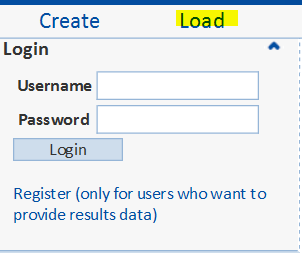 Create Load
Login
Username
Password
Login
Register (only for users who want to
provide results data)